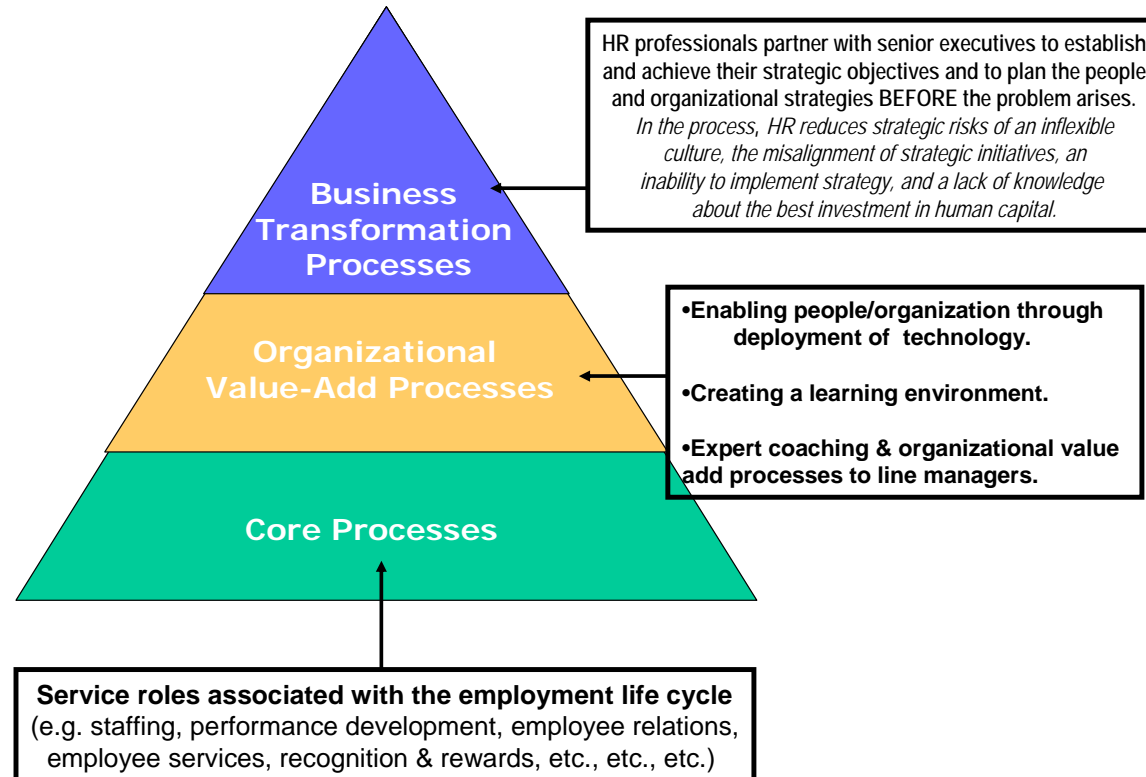 HR professionals partner with senior executives to establish
and achieve their strategic objectives and to plan the people
and organizational strategies BEFORE the problem arises.
In the process, HR reduces strategic risks of an inflexible
culture, the misalignment of strategic initiatives, an
inability to implement strategy, and a lack of knowledge
about the best investment in human capital.
Business
Transformation
Processes
•Enabling people/organization through
deployment of technology.
•Creating a learning environment.
•Expert coaching & organizational value
add processes to line managers.
Organizational
Value-Add Processes
Core Processes
Service roles associated with the employment life cycle
(e.g. staffing, performance development, employee relations,
employee services, recognition & rewards, etc., etc., etc.)